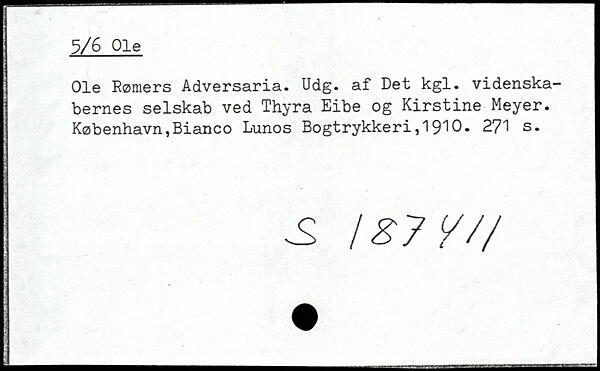 5/6 Ole
Ole Rømers Adversaria. Udg. af Det kgl. videnska-
bernes selskab ved Thyra Eibe og Kirstine Meyer.
København,Bianco Lunos Bogtrykkeri,1910. 271 s.
S 187411